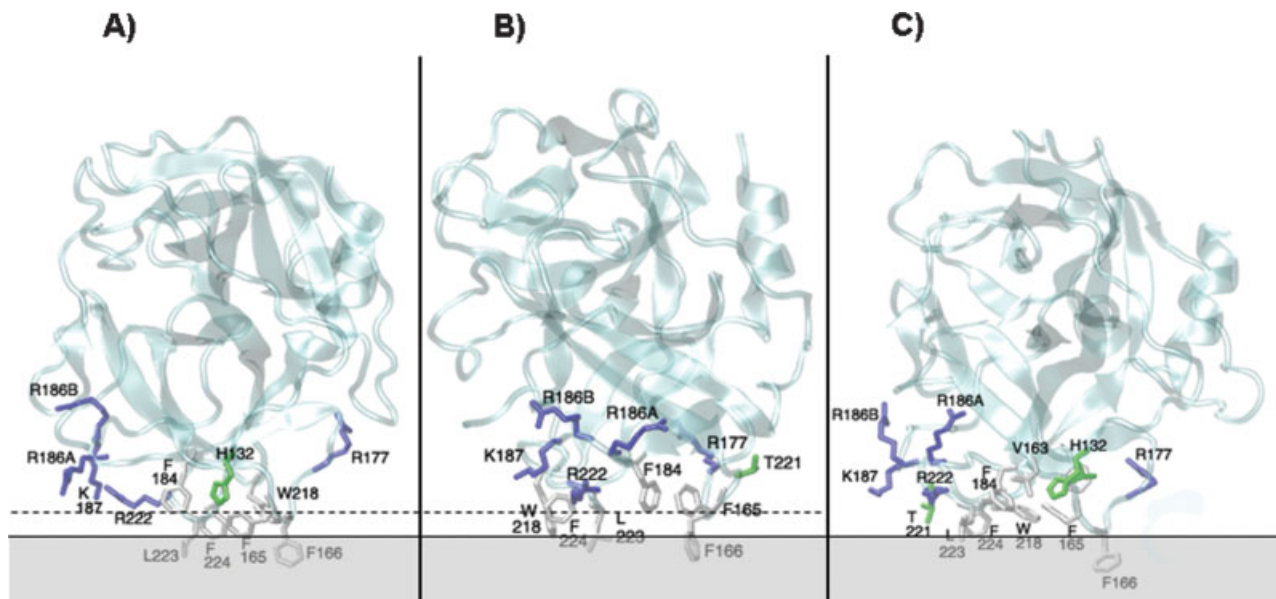 A)
B)
C)
R186B
R186A
K
187
R222
F
184
H132
R177
W218
L223
F
224
F
165
F166
R186B
R186A
K187
R222
F184
R177
T221
W
218
F
224
L
223
F165
F166
R186B
R186A
V163
H132
R177
K187
R222
F
184
T
221
L
223
F
224
W
218
F
165
F166